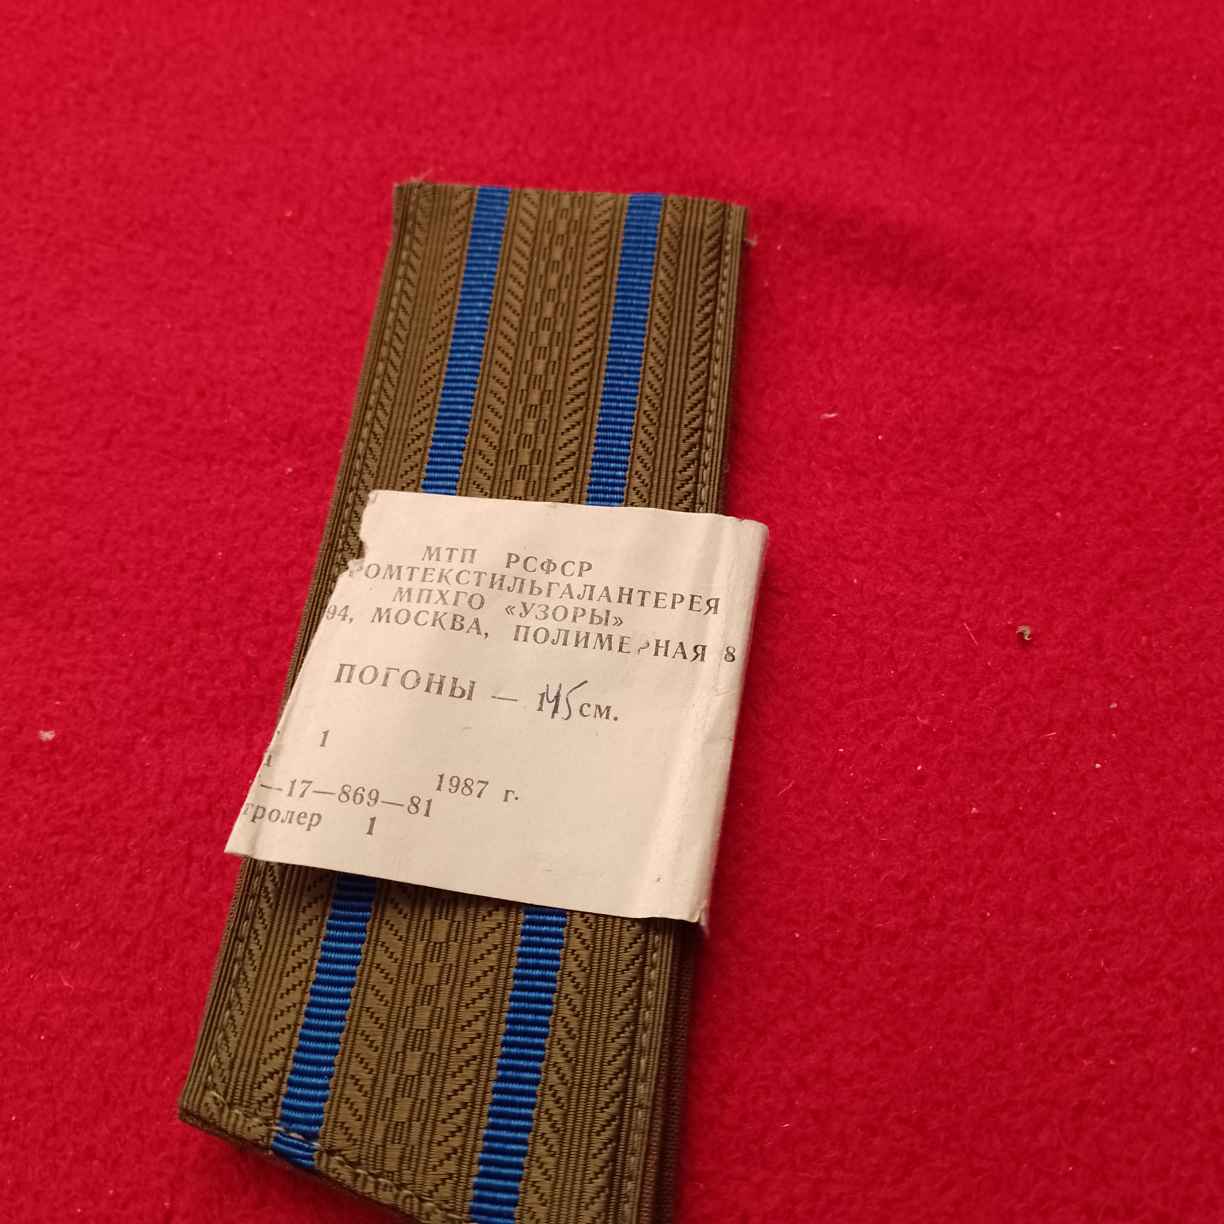 МТП РСФСР
РОМТЕКСТИЛЬГАЛАНТЕРЕЯ
МПХГО «УЗОРЫ»
94, МОСКВА, ПОЛИМЕРНАЯ 8
ПОГОНЫ — 145 см.
1
1987 г.
—17—869—81
тролер 1